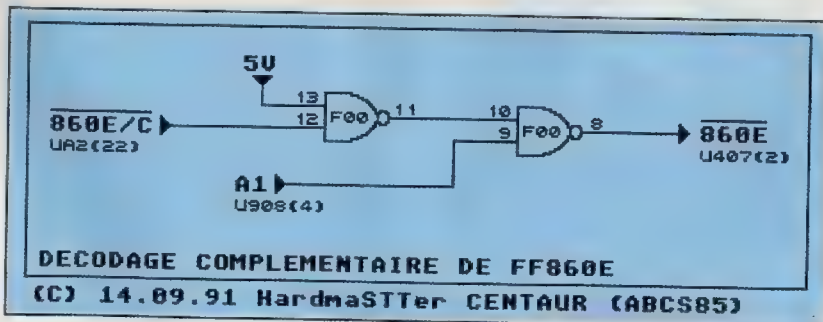 5V
13
12
F00
11
10
9
F00
8
860E/C
UA2(22)
860E
U407(2)
A1
U908(4)
DECODAGE COMPLEMENTAIRE DE FF860E
(C) 14.09.91 HardmaSTTer CENTAUR (ABCS85)